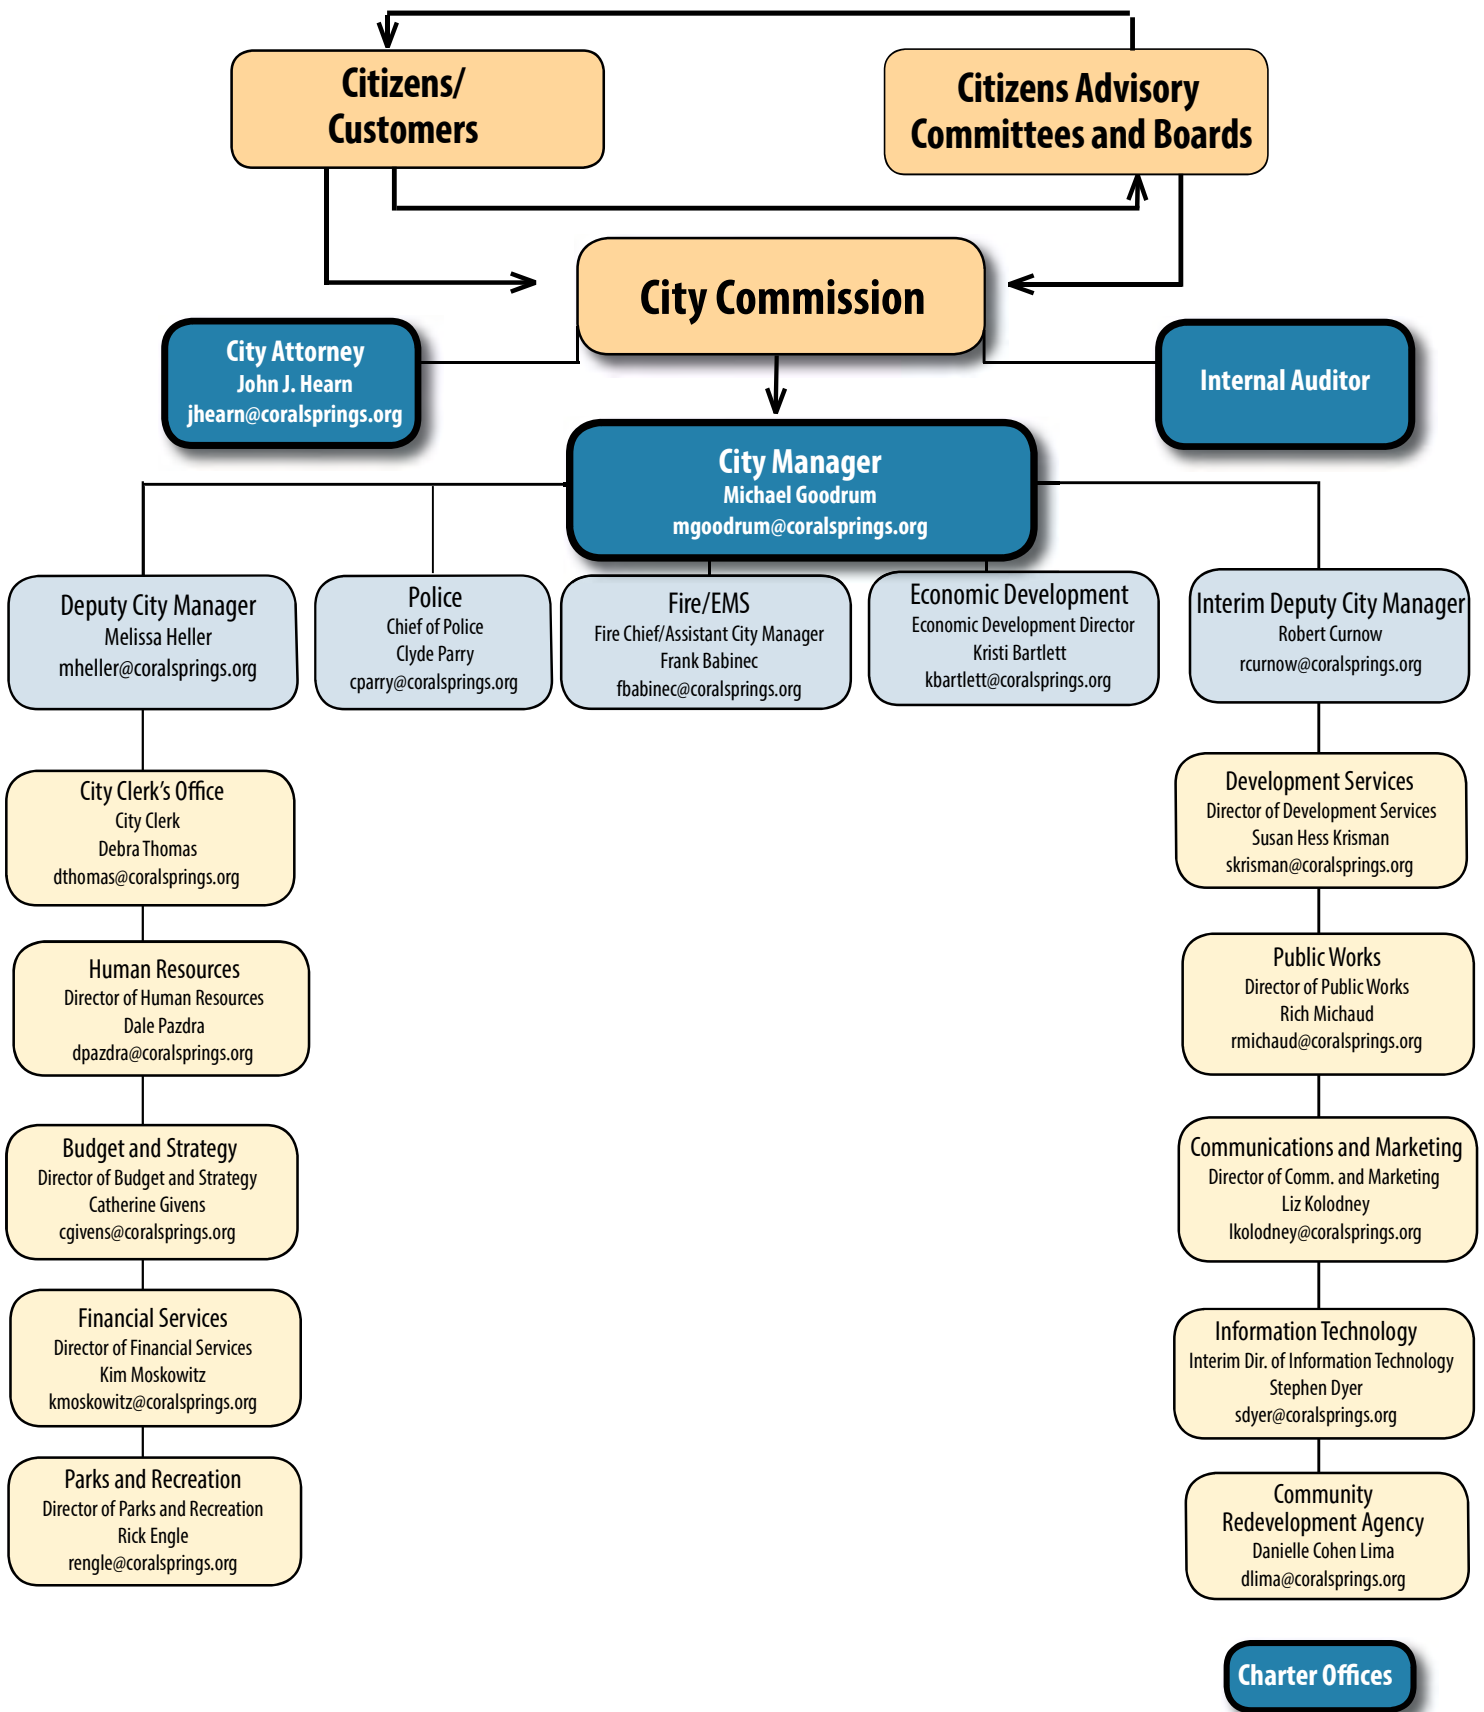 Citizens/
Customers
Citizens Advisory
Committees and Boards
City Commission
City Attorney
John J. Hearn
jhearn@coralsprings.org
Internal Auditor
City Manager
Michael Goodrum
mgoodrum@coralsprings.org
Deputy City Manager
Melissa Heller
mheller@coralsprings.org
Police
Chief of Police
Clyde Parry
cparry@coralsprings.org
Fire/EMS
Fire Chief/Assistant City Manager
Frank Babinec
fbabinec@coralsprings.org
Economic Development
Economic Development Director
Kristi Bartlett
kbartlett@coralsprings.org
Interim Deputy City Manager
Robert Curnow
rcurnow@coralsprings.org
City Clerk's Office
City Clerk
Debra Thomas
dthomas@coralsprings.org
Human Resources
Director of Human Resources
Dale Pazdra
dpazdra@coralsprings.org
Budget and Strategy
Director of Budget and Strategy
Catherine Givens
cgivens@coralsprings.org
Financial Services
Director of Financial Services
Kim Moskowitz
kmoskowitz@coralsprings.org
Parks and Recreation
Director of Parks and Recreation
Rick Engle
rengle@coralsprings.org
Development Services
Director of Development Services
Susan Hess Krisman
skrisman@coralsprings.org
Public Works
Director of Public Works
Rich Michaud
rmichaud@coralsprings.org
Communications and Marketing
Director of Comm. and Marketing
Liz Kolodney
lkolodney@coralsprings.org
Information Technology
Interim Dir. of Information Technology
Stephen Dyer
sdyer@coralsprings.org
Community
Redevelopment Agency
Danielle Cohen Lima
dlima@coralsprings.org
Charter Offices